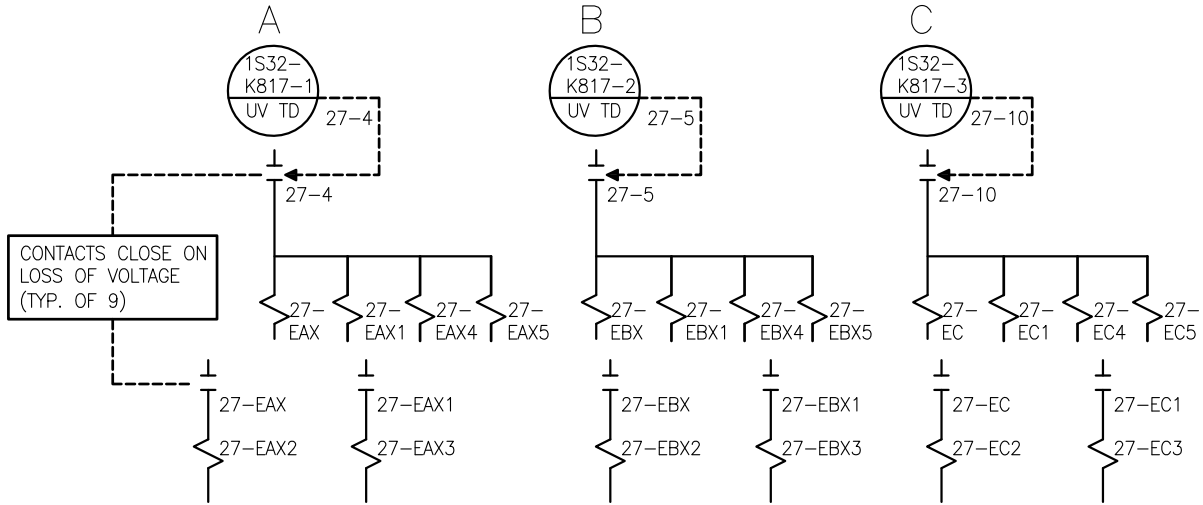 A
B
C
1S32-
K817-1
UV TD
27-4
27-4
1S32-
K817-2
UV TD
27-5
27-5
1S32-
K817-3
UV TD
27-10
27-10
CONTACTS CLOSE ON
LOSS OF VOLTAGE
(TYP. OF 9)
27-
EAX
27-
EAX1
27-
EAX4
27-
EAX5
27-
EBX
27-
EBX1
27-
EBX4
27-
EBX5
27-
EC
27-
EC1
27-
EC4
27-
EC5
27-EAX
27-EAX1
27-EBX
27-EBX1
27-EC
27-EC1
27-EAX2
27-EAX3
27-EBX2
27-EBX3
27-EC2
27-EC3